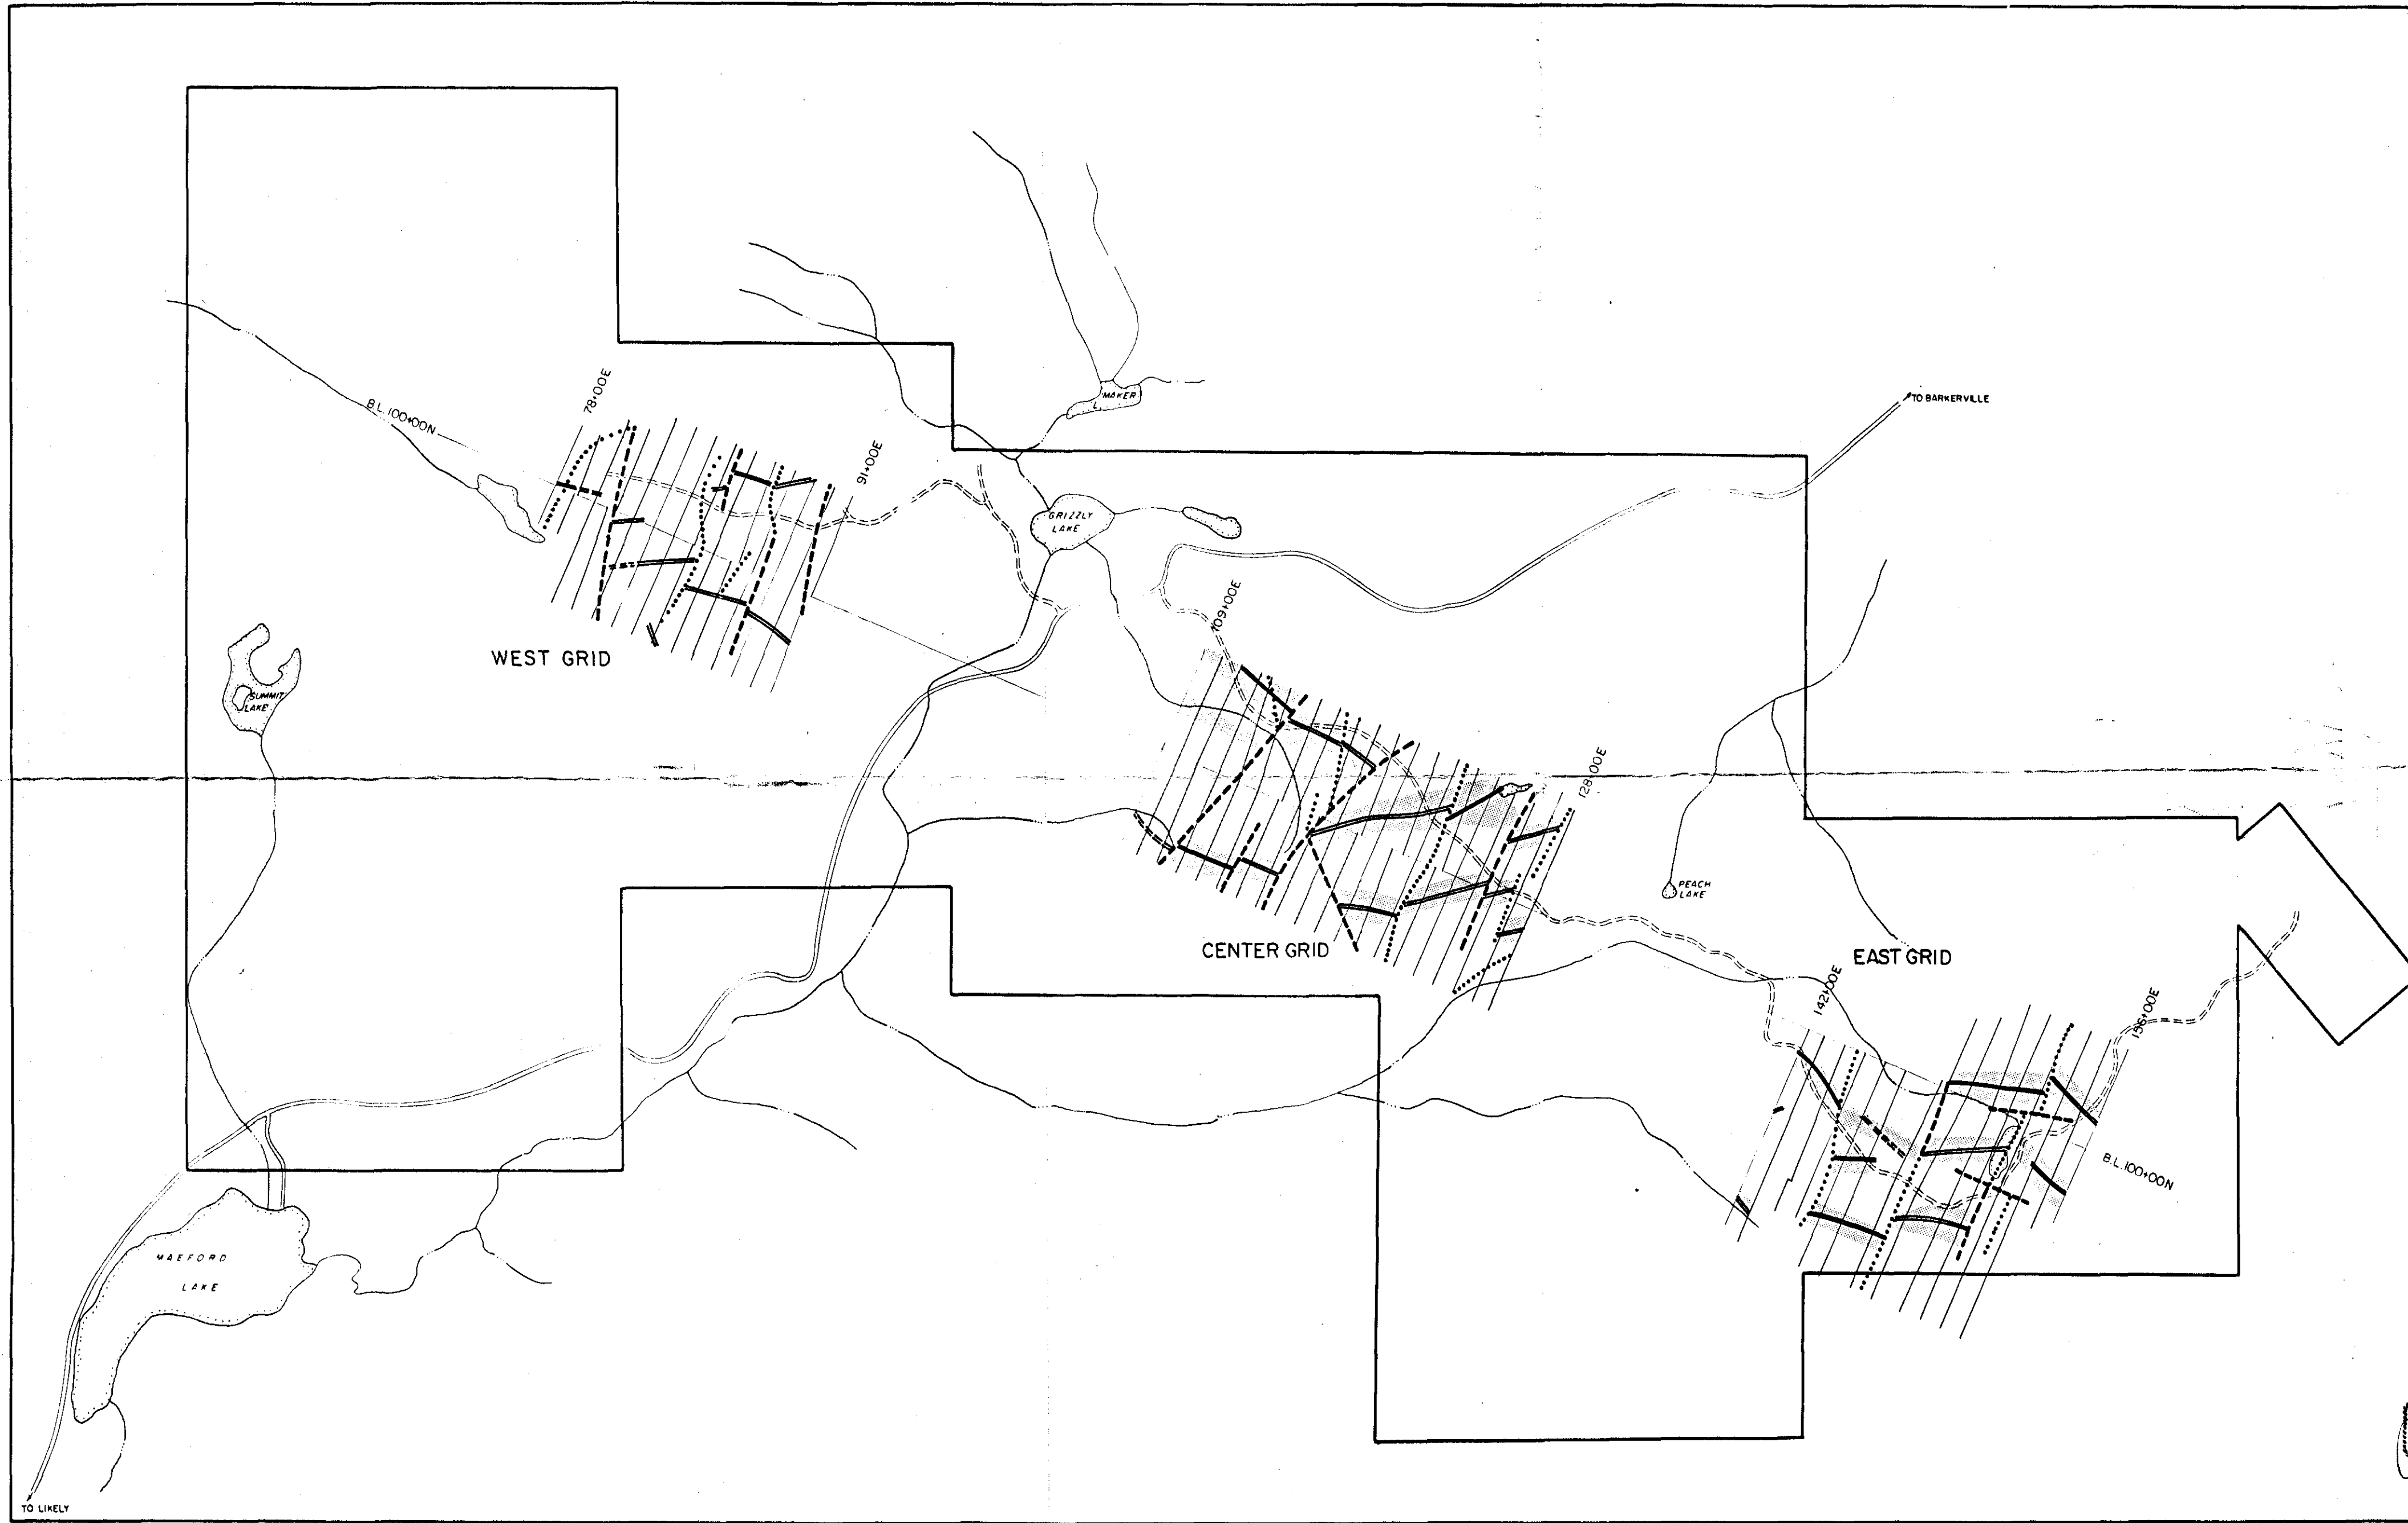 TO BARKERVILLE
MAKER
L.
78+00E
B.L. 100+00N
91+00E
GRIZZLY
LAKE
109+00E
WEST GRID
SUMMIT
LAKE
128+00E
PEACH
LAKE
CENTER GRID
EAST GRID
142+00E
156+00E
B.L. 100+00N
MAEFORD
LAKE
TO LIKELY